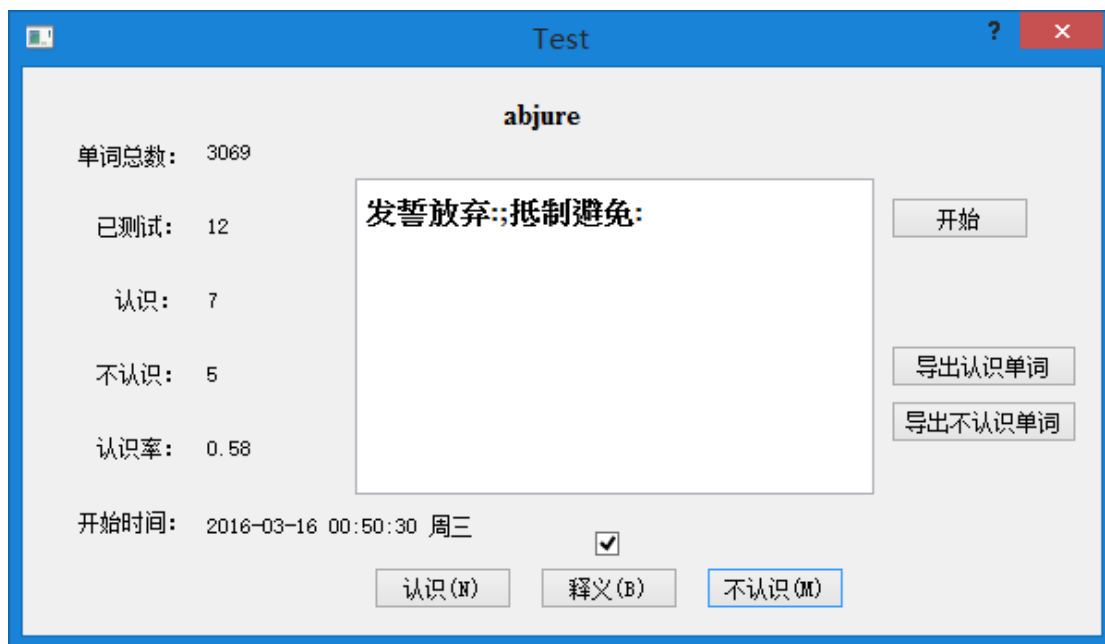 Test
?
abjure
单词总数: 3069
发誓放弃:;抵制避免:
已测试: 12
开始
认识: 7
不认识: 5
导出认识单词
导出不认识单词
认识率: 0.58
开始时间: 2016-03-16 00:50:30 周三
认识(N) 释义(B) 不认识(M)